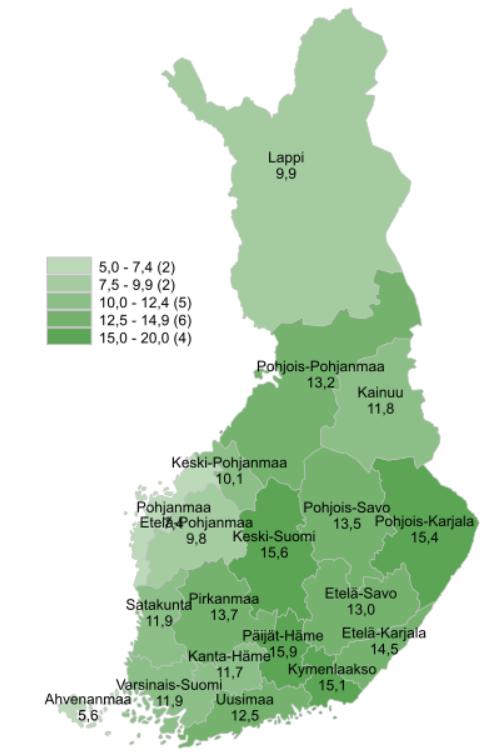 Lappi
9,9
5,0 - 7,4 (2)
7,5 - 9,9 (2)
10,0 - 12,4 (5)
12,5 - 14,9 (6)
15,0 - 20,0 (4)
Pohjois-Pohjanmaa
13,2
Kainuu
11,8
Keski-Pohjanmaa
10,1
Pohjanmaa
7,4
Etelä-Pohjanmaa
9,8
Keski-Suomi
15,6
Pohjois-Savo
13,5
Pohjois-Karjala
15,4
Satakunta
11,9
Pirkanmaa
13,7
Etelä-Savo
13,0
Päijät-Häme
15,9
Etelä-Karjala
14,5
Kanta-Häme
11,7
Kymenlaakso
15,1
Varsinais-Suomi
11,9
Ahvenanmaa
5,6
Uusimaa
12,5